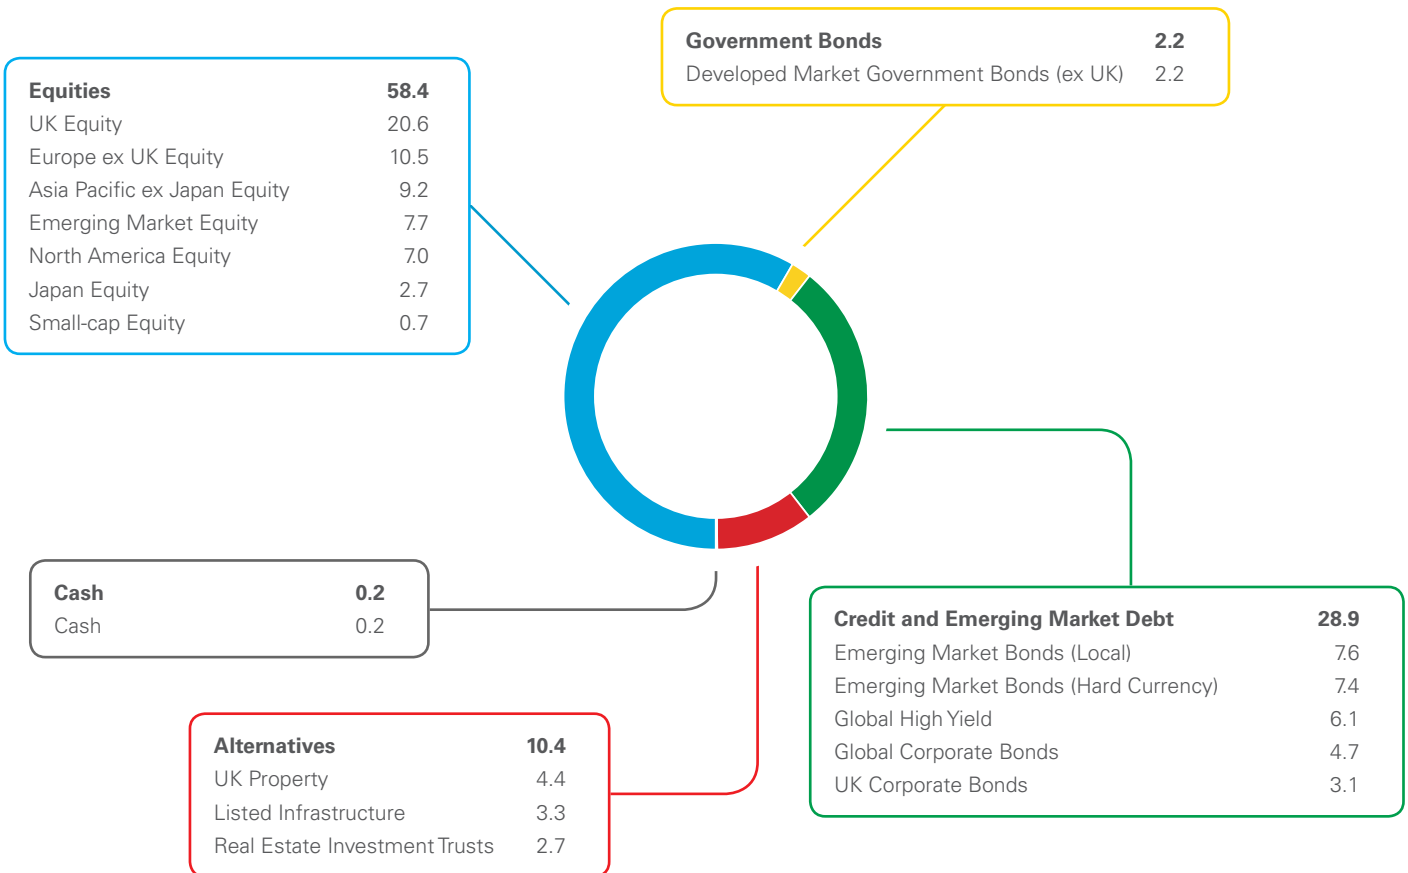 Government Bonds 2.2
Developed Market Government Bonds (ex UK) 2.2
Equities 58.4
UK Equity 20.6
Europe ex UK Equity 10.5
Asia Pacific ex Japan Equity 9.2
Emerging Market Equity 7.7
North America Equity 7.0
Japan Equity 2.7
Small-cap Equity 0.7
Cash 0.2
Cash 0.2
Credit and Emerging Market Debt 28.9
Emerging Market Bonds (Local) 7.6
Emerging Market Bonds (Hard Currency) 7.4
Global High Yield 6.1
Global Corporate Bonds 4.7
UK Corporate Bonds 3.1
Alternatives 10.4
UK Property 4.4
Listed Infrastructure 3.3
Real Estate Investment Trusts 2.7